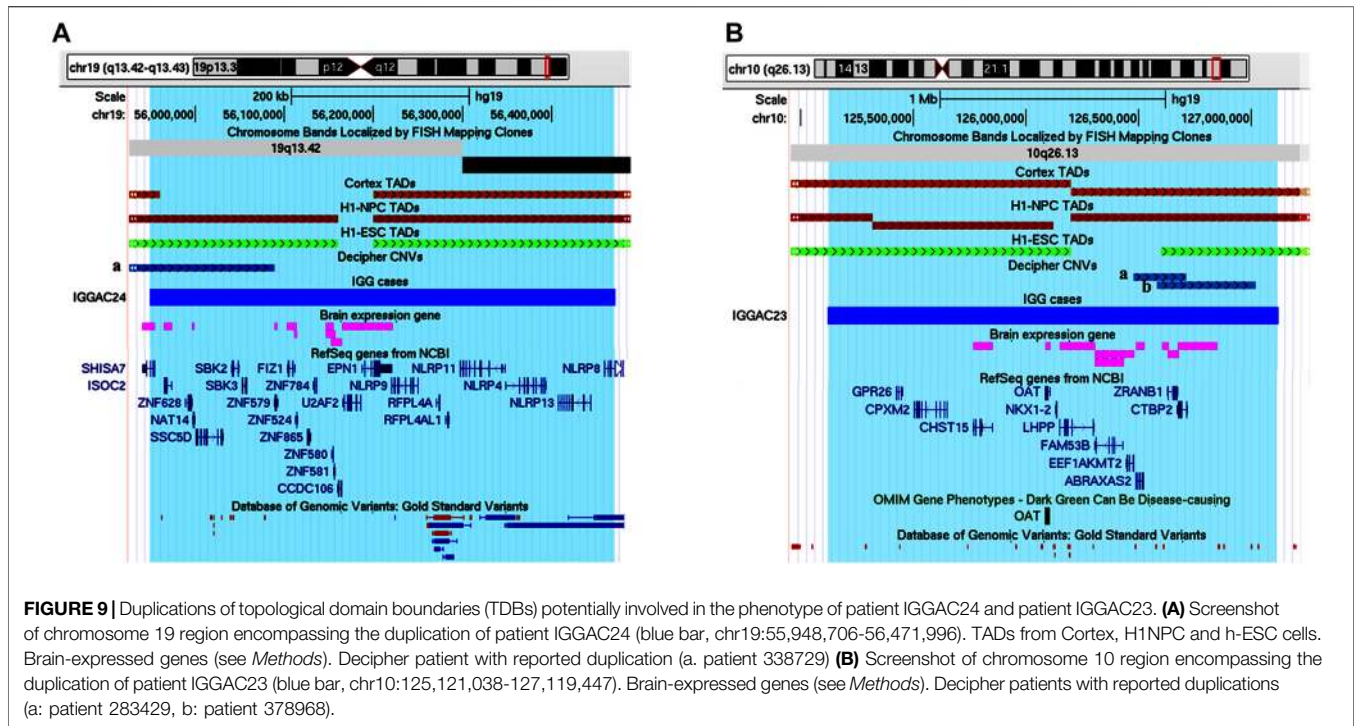 A
chr19 (q13.42-q13.43) 19p13.3 p12 q12
Scale 200 kb hg19
chr19: 56,000,000 56,100,000 56,200,000 56,300,000 56,400,000
Chromosome Bands Localized by FISH Mapping Clones
19q13.42
Cortex TADs
H1-NPC TADs
H1-ESC TADs
Decipher CNVs
a
IGG cases
IGGAC24
Brain expression gene
RefSeq genes from NCBI
SHISA7 SBK2 FIZ1 EPN1 NLRP11 NLRP8
ISOC2 SBK3 ZNF784 NLRP9 NLRP4
ZNF628 ZNF579 U2AF2 RFPL4A NLRP13
NAT14 ZNF524 RFPL4AL1
SSC5D ZNF865
ZNF580
ZNF581
CCDC106
Database of Genomic Variants: Gold Standard Variants
B
chr10 (q26.13) 14 13 21.1
Scale 1 Mb hg19
chr10: 125,500,000 126,000,000 126,500,000 127,000,000
Chromosome Bands Localized by FISH Mapping Clones
10q26.13
Cortex TADs
H1-NPC TADs
H1-ESC TADs
Decipher CNVs
a
b
IGG cases
IGGAC23
Brain expression gene
RefSeq genes from NCBI
GPR26 OAT ZRANB1
CPXM2 NKX1-2 CTBP2
CHST15 LHPP
FAM53B
EEF1AKMT2
ABRAXAS2
OMIM Gene Phenotypes - Dark Green Can Be Disease-causing
OAT
Database of Genomic Variants: Gold Standard Variants
FIGURE 9 | Duplications of topological domain boundaries (TDBs) potentially involved in the phenotype of patient IGGAC24 and patient IGGAC23. (A) Screenshot
of chromosome 19 region encompassing the duplication of patient IGGAC24 (blue bar, chr19:55,948,706-56,471,996). TADs from Cortex, H1NPC and h-ESC cells.
Brain-expressed genes (see Methods). Decipher patient with reported duplication (a. patient 338729) (B) Screenshot of chromosome 10 region encompassing the
duplication of patient IGGAC23 (blue bar, chr10:125,121,038-127,119,447). Brain-expressed genes (see Methods). Decipher patients with reported duplications
(a: patient 283429, b: patient 378968).